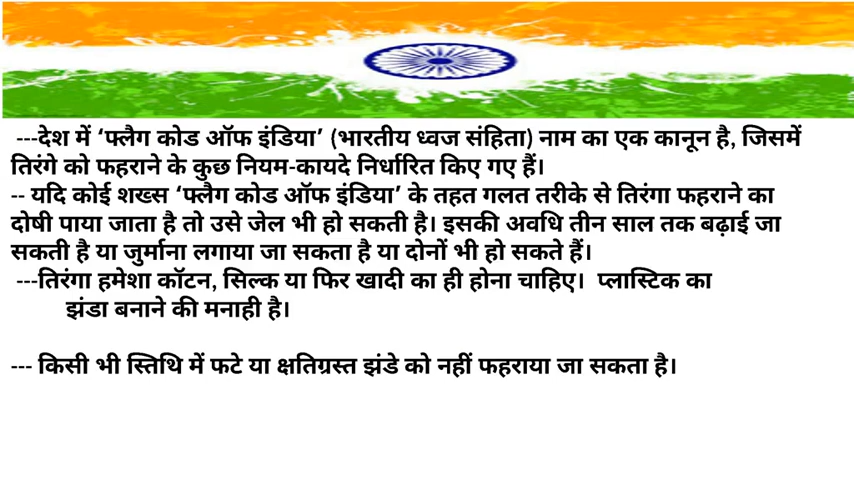 ---देश में ‘फ्लैग कोड ऑफ इंडिया’ (भारतीय ध्वज संहिता) नाम का एक कानून है, जिसमें
तिरंगे को फहराने के कुछ नियम-कायदे निर्धारित किए गए हैं।
-- यदि कोई शख्स ‘फ्लैग कोड ऑफ इंडिया’ के तहत गलत तरीके से तिरंगा फहराने का
दोषी पाया जाता है तो उसे जेल भी हो सकती है। इसकी अवधि तीन साल तक बढ़ाई जा
सकती है या जुर्माना लगाया जा सकता है या दोनों भी हो सकते हैं।
---तिरंगा हमेशा कॉटन, सिल्क या फिर खादी का ही होना चाहिए। प्लास्टिक का
झंडा बनाने की मनाही है।
--- किसी भी स्तिथि में फटे या क्षतिग्रस्त झंडे को नहीं फहराया जा सकता है।